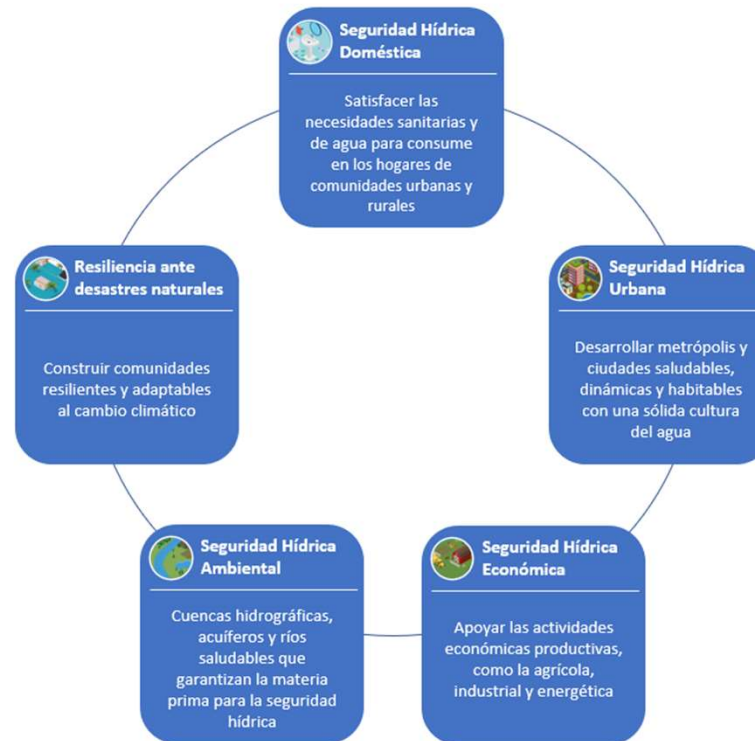 Seguridad Hídrica
Doméstica
Satisfacer las
necesidades sanitarias y
de agua para consume
en los hogares de
comunidades urbanas y
rurales
Resiliencia ante
desastres naturales
Construir comunidades
resilientes y adaptables
al cambio climático
Seguridad Hídrica
Urbana
Desarrollar metrópolis y
ciudades saludables,
dinámicas y habitables
con una sólida cultura
del agua
Seguridad Hídrica
Ambiental
Cuencas hidrográficas,
acuíferos y ríos
saludables que
garantizan la materia
prima para la seguridad
hídrica
Seguridad Hídrica
Económica
Apoyar las actividades
económicas productivas,
como la agrícola,
industrial y energética